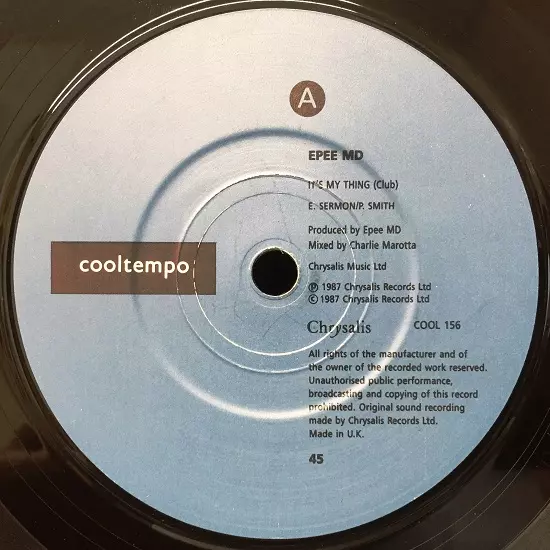 A
EPEE MD
IT'S MY THING (Club)
E. SERMON/P. SMITH
Produced by Epee MD
Mixed by Charlie Marotta
Chrysalis Music Ltd
℗ 1987 Chrysalis Records Ltd
© 1987 Chrysalis Records Ltd
cooltempo
Chrysalis COOL 156
All rights of the manufacturer and of
the owner of the recorded work reserved.
Unauthorised public performance,
broadcasting and copying of this record
prohibited. Original sound recording
made by Chrysalis Records Ltd.
Made in U.K.
45